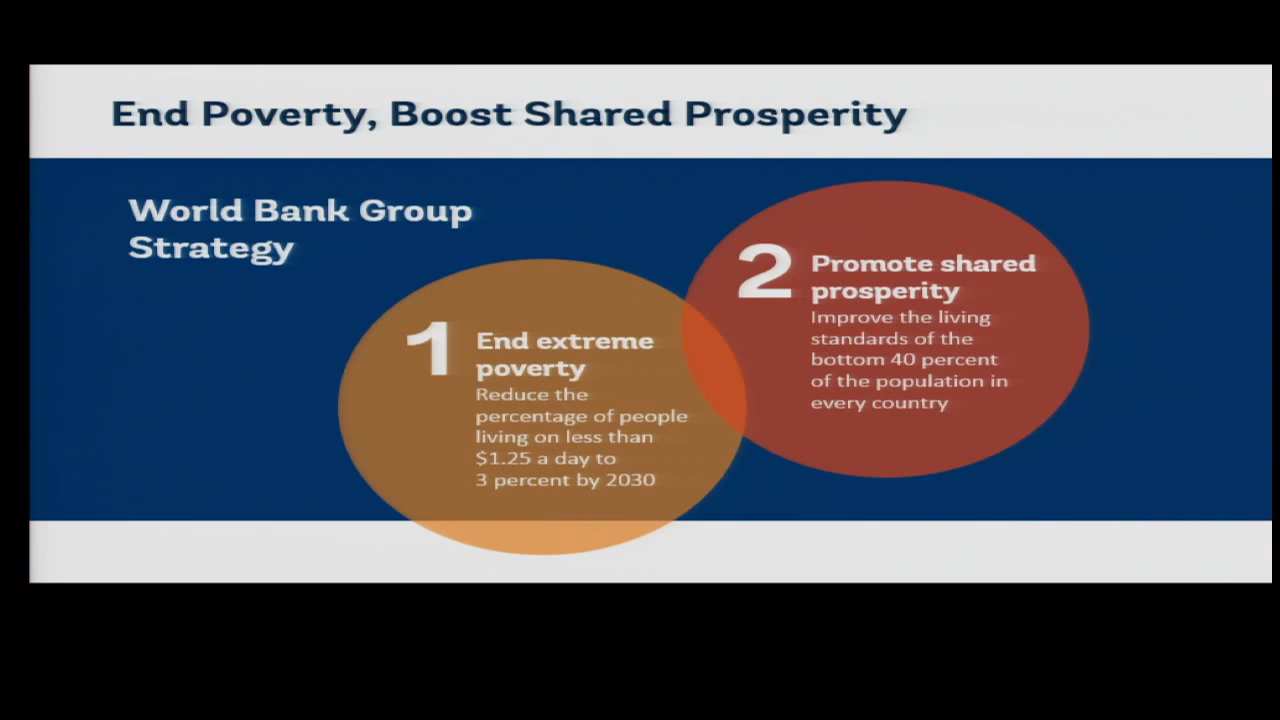 End Poverty, Boost Shared Prosperity
World Bank Group
Strategy
1
End extreme
poverty
Reduce the
percentage of people
living on less than
$1.25 a day to
3 percent by 2030
2
Promote shared
prosperity
Improve the living
standards of the
bottom 40 percent
of the population in
every country